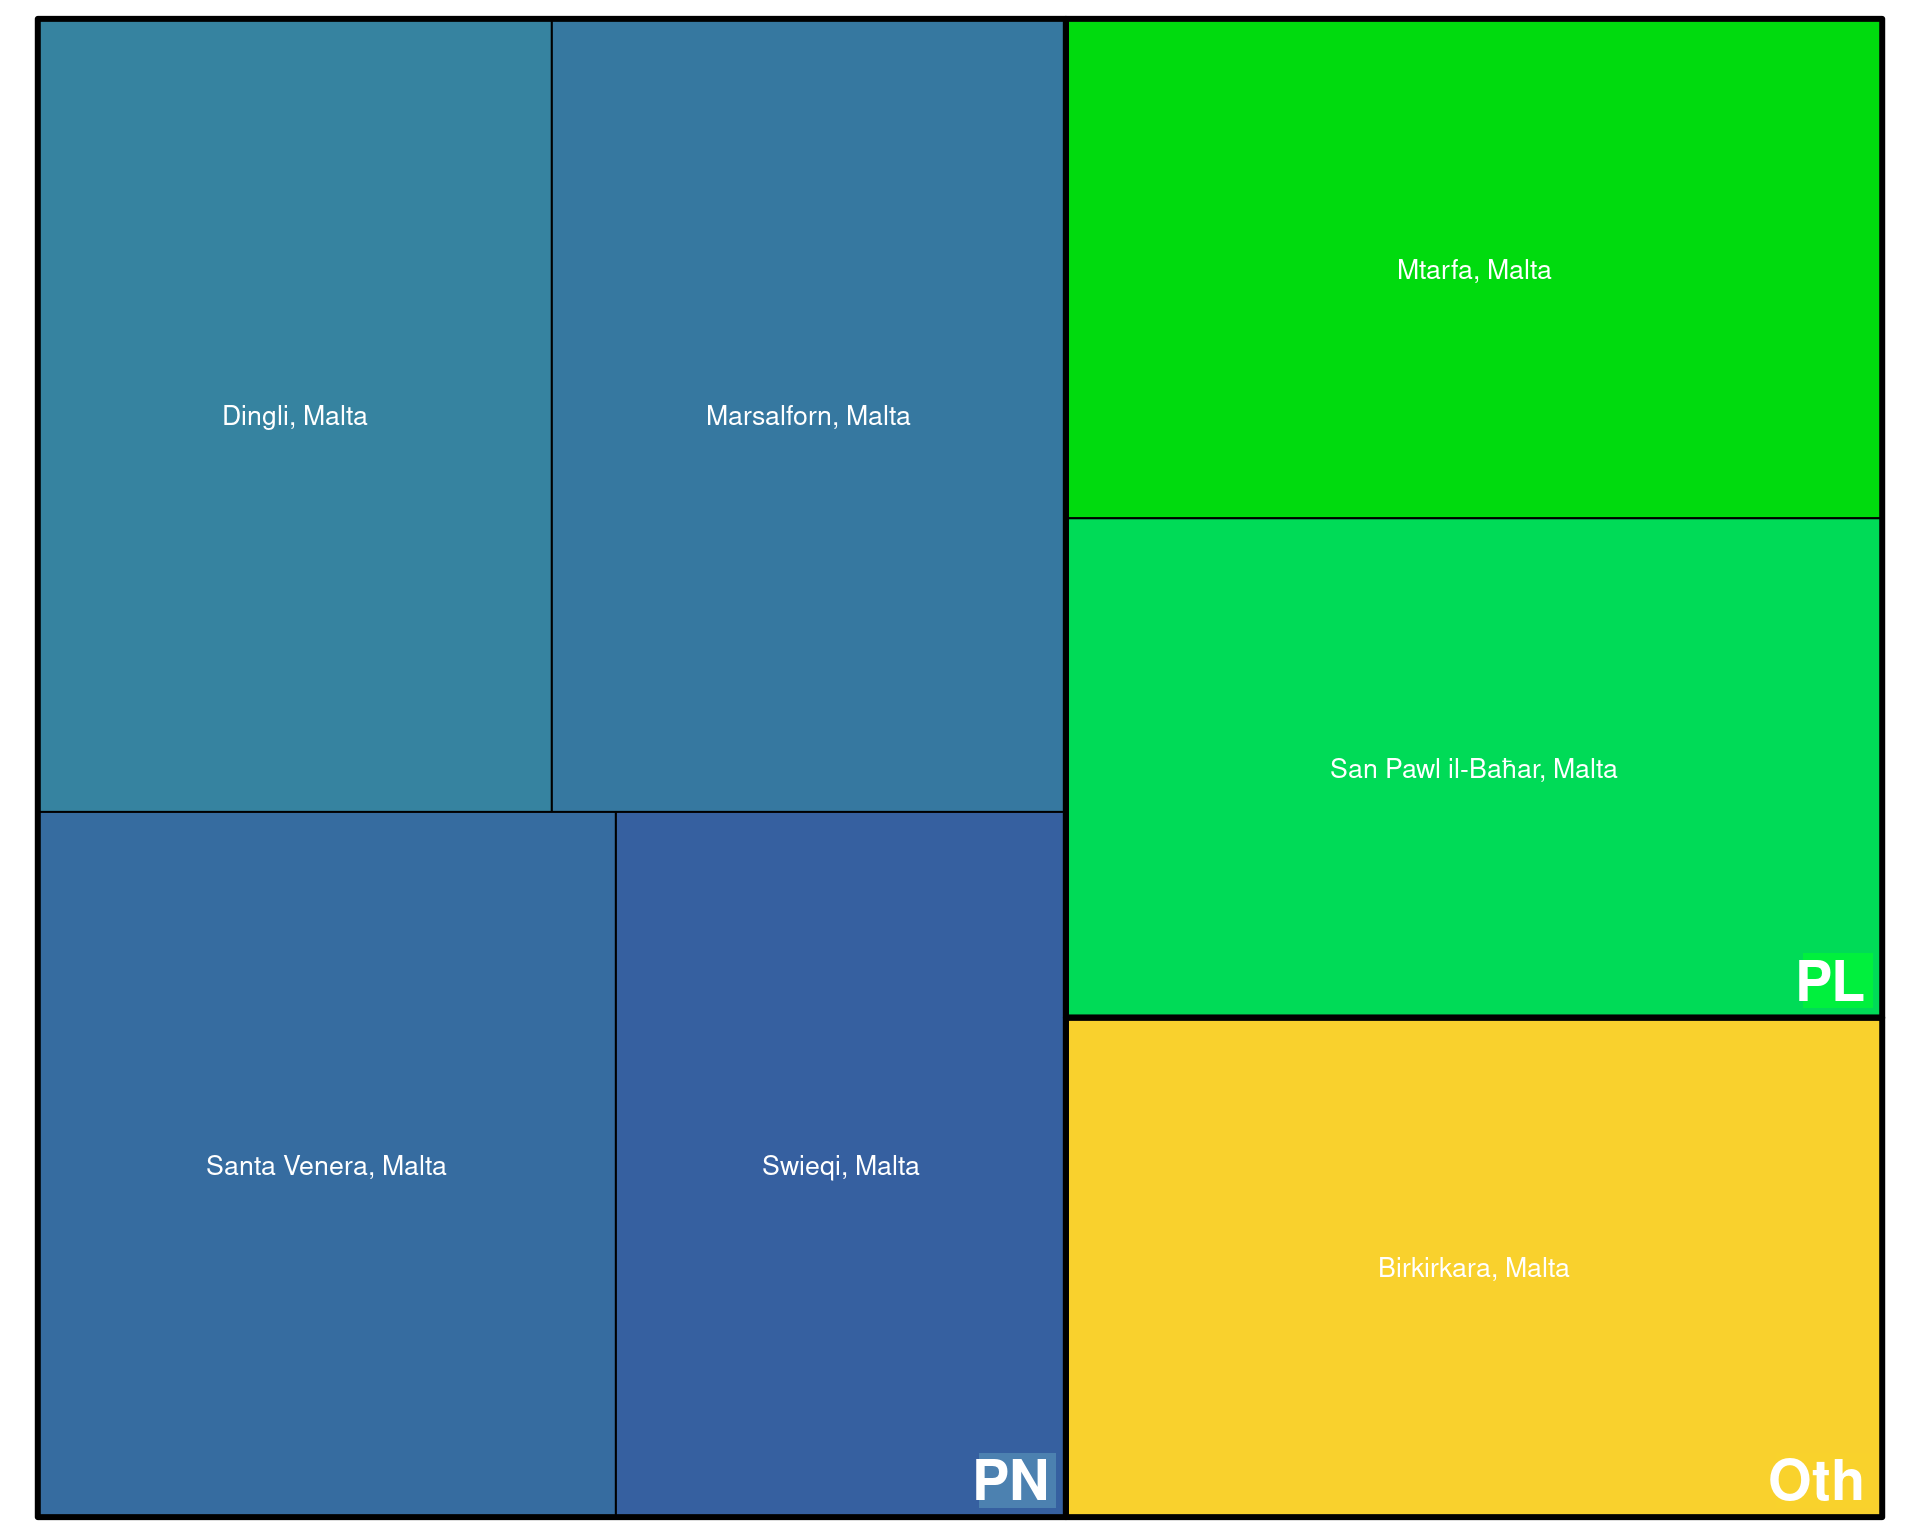 Dingli, Malta
Marsalforn, Malta
Santa Venera, Malta
Swieqi, Malta
PN
Mtarfa, Malta
San Pawl il-Baħar, Malta
PL
Birkirkara, Malta
Oth